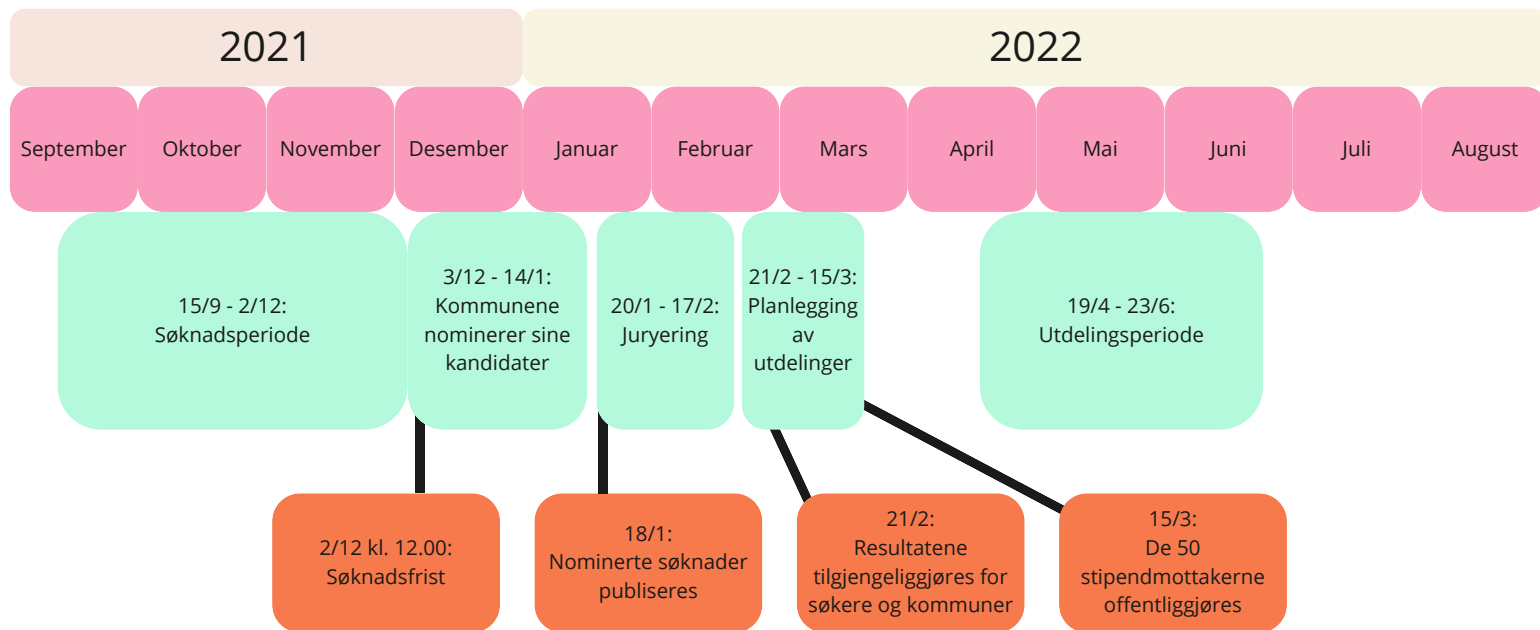 2021
2022
September
Oktober
November
Desember
Januar
Februar
Mars
April
Mai
Juni
Juli
August
15/9 - 2/12:
Søknadsperiode
3/12 - 14/1:
Kommunene
nominerer sine
kandidater
20/1 - 17/2:
Juryering
21/2 - 15/3:
Planlegging
av
utdelinger
19/4 - 23/6:
Utdelingsperiode
2/12 kl. 12.00:
Søknadsfrist
18/1:
Nominerte søknader
publiseres
21/2:
Resultatene
tilgjengeliggjøres for
søkere og kommuner
15/3:
De 50
stipendmottakerne
offentliggjøres